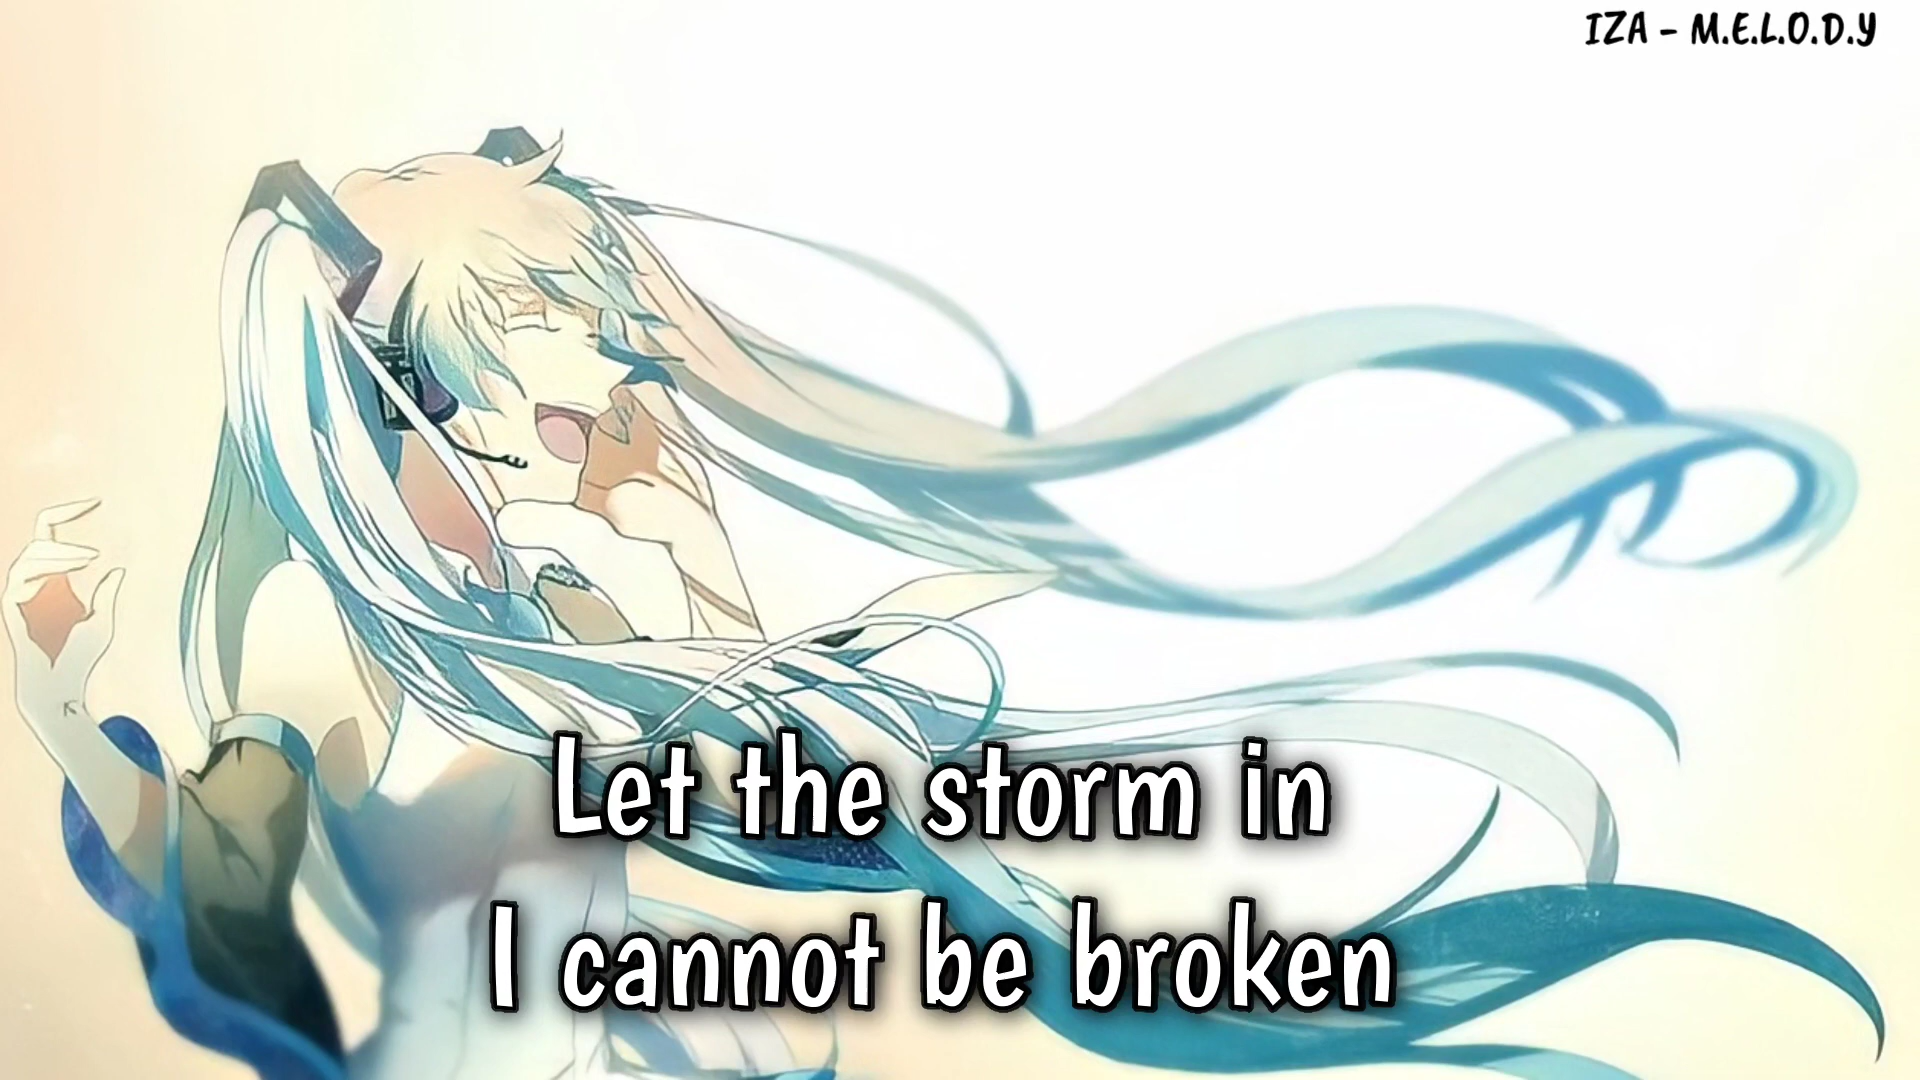 IZA - M.E.L.O.D.Y
Let the storm in
I cannot be broken